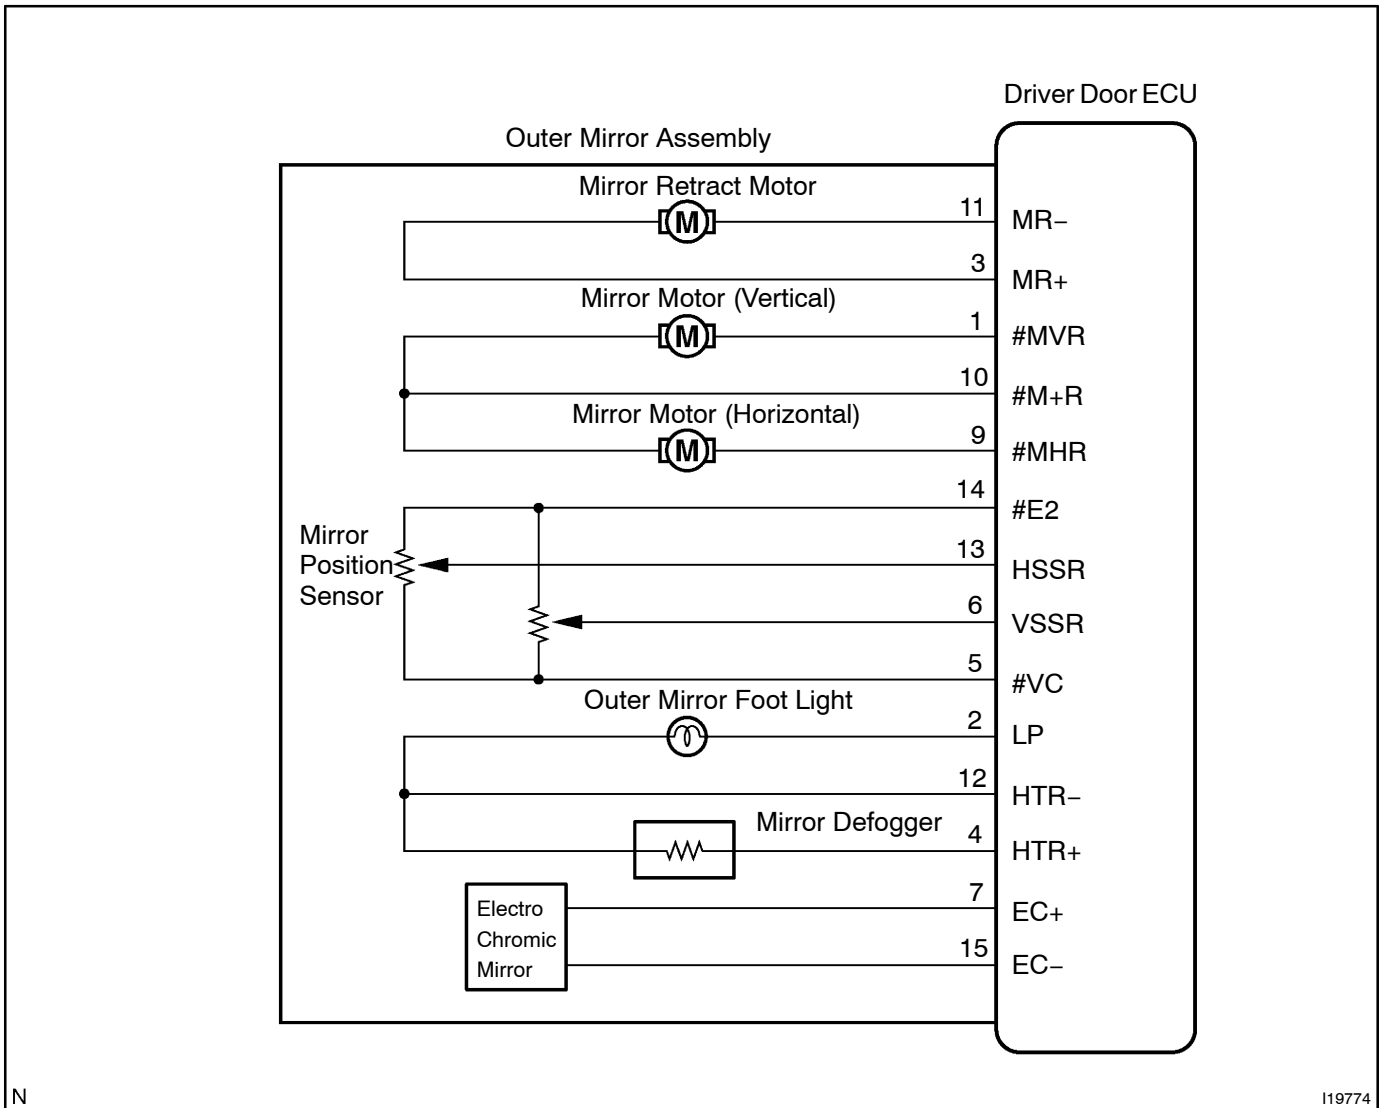 Driver Door ECU
Outer Mirror Assembly
Mirror Retract Motor
M
11
MR−
3
MR+
Mirror Motor (Vertical)
M
1
#MVR
10
#M+R
Mirror Motor (Horizontal)
M
9
#MHR
14
#E2
Mirror
Position
Sensor
13
HSSR
6
VSSR
5
#VC
Outer Mirror Foot Light
2
LP
12
HTR−
Mirror Defogger
4
HTR+
7
EC+
Electro
Chromic
Mirror
15
EC−
N
I19774